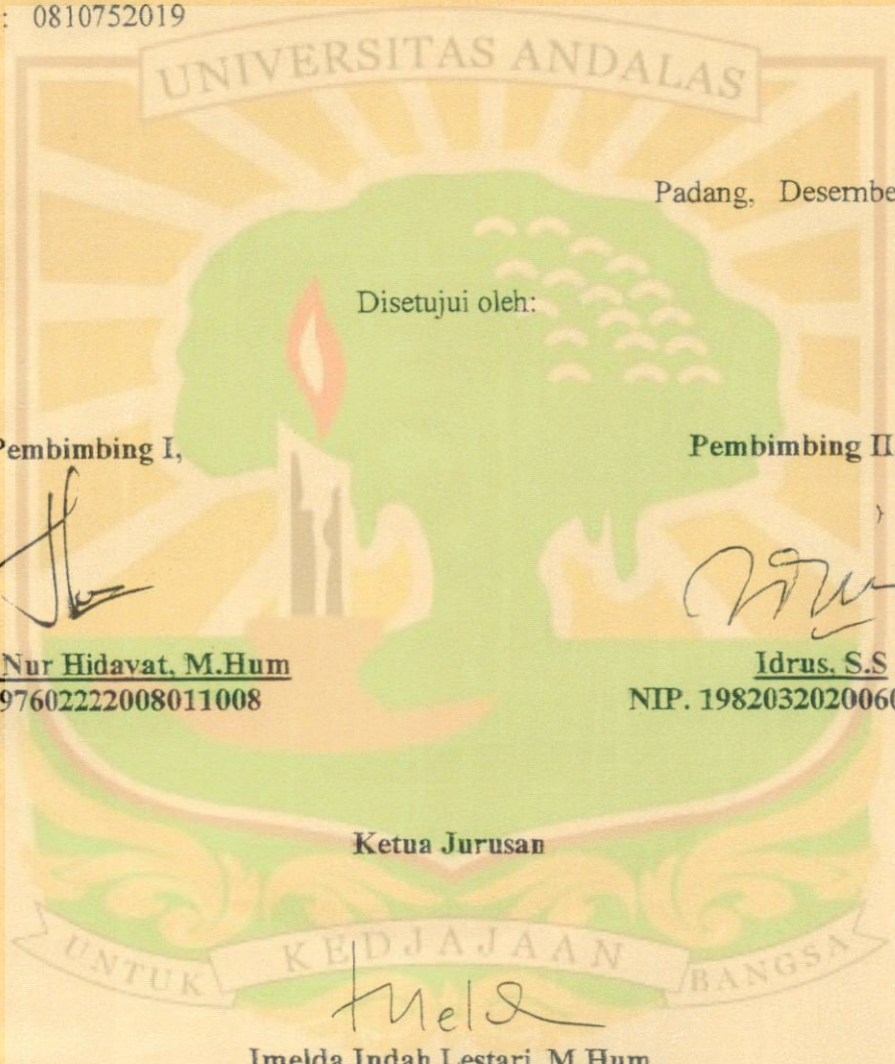 : 0810752019
UNIVERSITAS ANDALAS
Padang, Desembe
Disetujui oleh:
Pembimbing I,
Pembimbing II
Nur Hidayat, M.Hum
Idrus, S.S
97602222008011008
NIP. 1982032020060
Ketua Jurusan
UNTUK KEDJAJAAN BANGSA
Imelda Indah Lestari, M.Hum